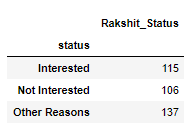 Rakshit_Status
status
Interested 115
Not Interested 106
Other Reasons 137